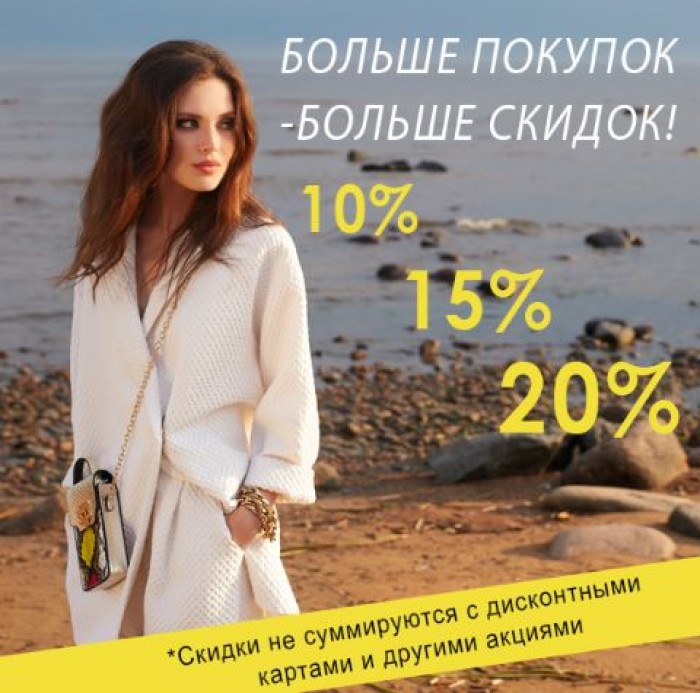 БОЛЬШЕ ПОКУПОК
-БОЛЬШЕ СКИДОК!
10%
15%
20%
*Скидки не суммируются с дисконтными
картами и другими акциями